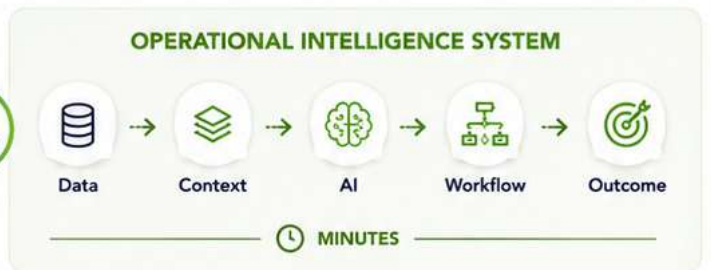 OPERATIONAL INTELLIGENCE SYSTEM
Data
Context
AI
Workflow
Outcome
MINUTES